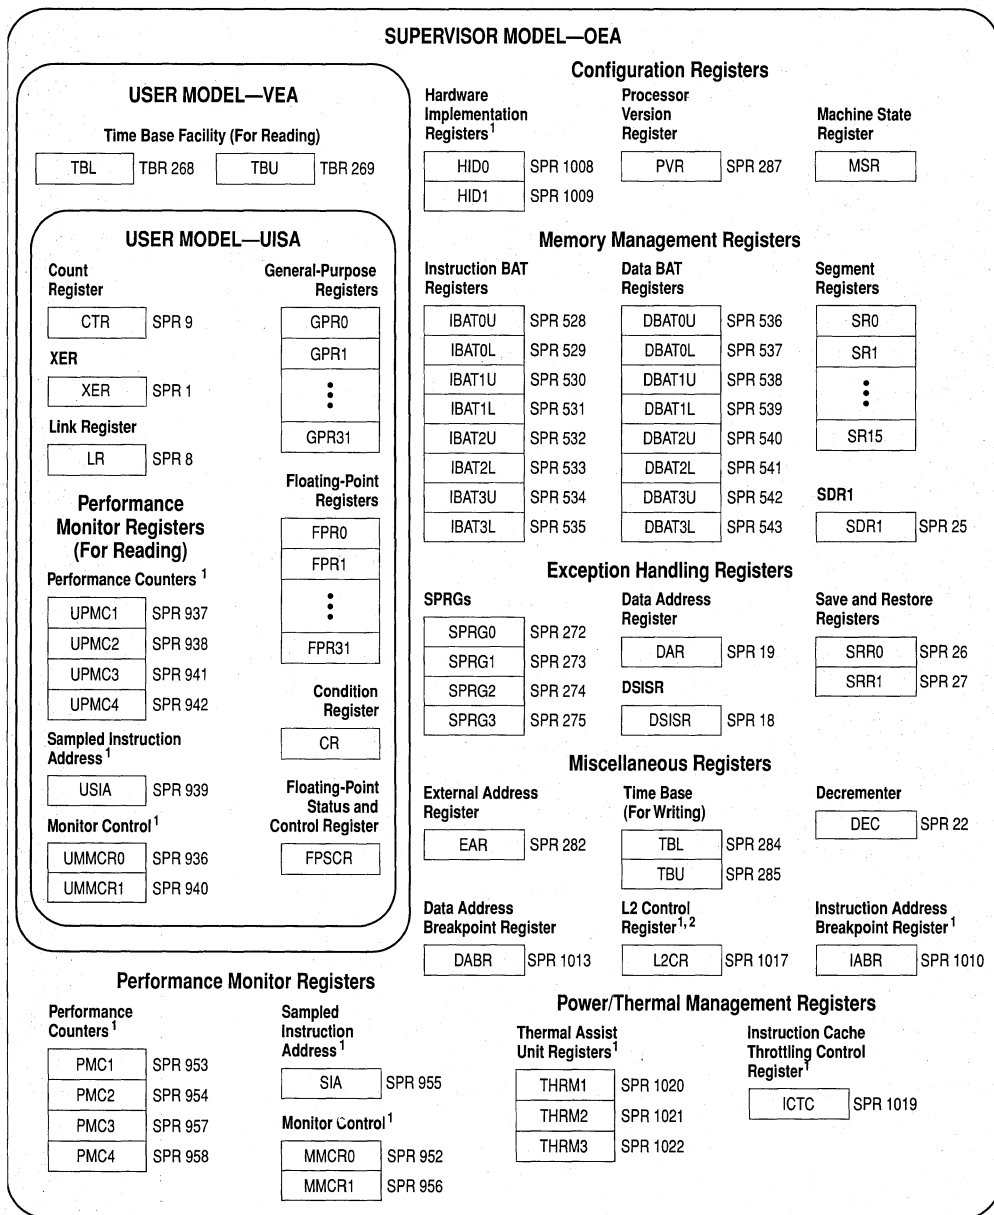 SUPERVISOR MODEL—OEA
USER MODEL—VEA
Time Base Facility (For Reading)
TBL TBR 268 TBU TBR 269
USER MODEL—UISA
Count
Register
CTR SPR 9
XER
XER SPR 1
Link Register
LR SPR 8
Performance
Monitor Registers
(For Reading)
Performance Counters 1
UPMC1 SPR 937
UPMC2 SPR 938
UPMC3 SPR 941
UPMC4 SPR 942
Sampled Instruction
Address 1
USIA SPR 939
Monitor Control 1
UMMCR0 SPR 936
UMMCR1 SPR 940
General-Purpose
Registers
GPR0
GPR1
GPR31
Floating-Point
Registers
FPR0
FPR1
FPR31
Condition
Register
CR
Floating-Point
Status and
Control Register
FPSCR
Configuration Registers
Hardware
Implementation
Registers 1
HID0 SPR 1008
HID1 SPR 1009
Processor
Version
Register
PVR SPR 287
Machine State
Register
MSR
Memory Management Registers
Instruction BAT
Registers
IBAT0U SPR 528
IBAT0L SPR 529
IBAT1U SPR 530
IBAT1L SPR 531
IBAT2U SPR 532
IBAT2L SPR 533
IBAT3U SPR 534
IBAT3L SPR 535
Data BAT
Registers
DBAT0U SPR 536
DBAT0L SPR 537
DBAT1U SPR 538
DBAT1L SPR 539
DBAT2U SPR 540
DBAT2L SPR 541
DBAT3U SPR 542
DBAT3L SPR 543
Segment
Registers
SR0
SR1
SR15
SDR1
SDR1 SPR 25
Exception Handling Registers
SPRGs
SPRG0 SPR 272
SPRG1 SPR 273
SPRG2 SPR 274
SPRG3 SPR 275
Data Address
Register
DAR SPR 19
DSISR
DSISR SPR 18
Save and Restore
Registers
SRR0 SPR 26
SRR1 SPR 27
Miscellaneous Registers
External Address
Register
EAR SPR 282
Time Base
(For Writing)
TBL SPR 284
TBU SPR 285
Decrementer
DEC SPR 22
Data Address
Breakpoint Register
DABR SPR 1013
L2 Control
Register 1, 2
L2CR SPR 1017
Instruction Address
Breakpoint Register 1
IABR SPR 1010
Performance Monitor Registers
Performance
Counters 1
PMC1 SPR 953
PMC2 SPR 954
PMC3 SPR 957
PMC4 SPR 958
Sampled
Instruction
Address 1
SIA SPR 955
Monitor Control 1
MMCR0 SPR 952
MMCR1 SPR 956
Power/Thermal Management Registers
Thermal Assist
Unit Registers 1
THRM1 SPR 1020
THRM2 SPR 1021
THRM3 SPR 1022
Instruction Cache
Throttling Control
Register 1
ICTC SPR 1019